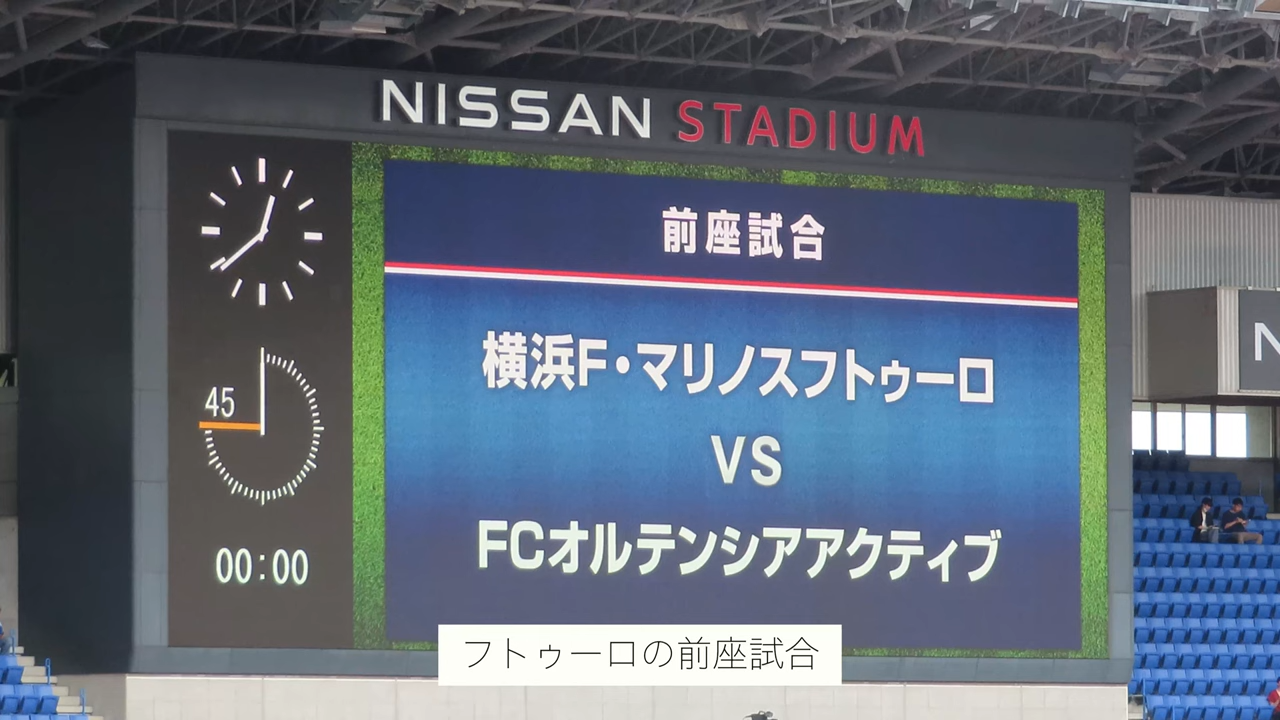 NISSAN STADIUM
前座試合
横浜F・マリノスフトゥーロ
VS
FCオルテンシアアクティブ
45
00:00
フトゥーロの前座試合